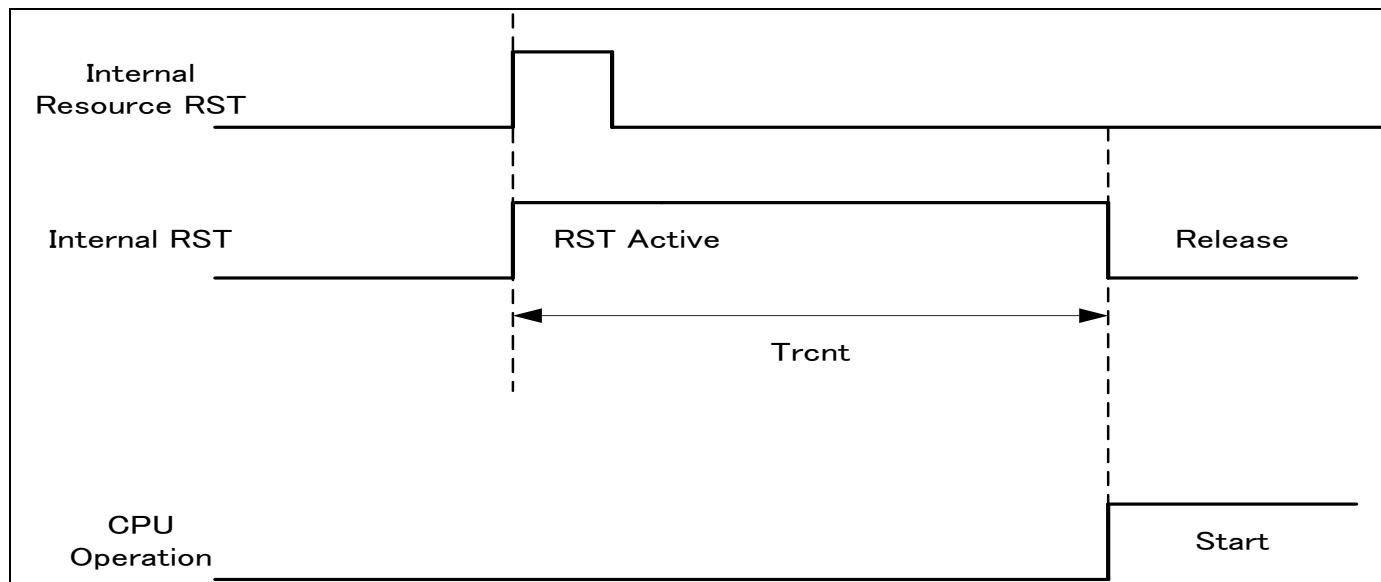 Internal
Resource RST
Internal RST
RST Active
Release
Trcnt
CPU
Operation
Start